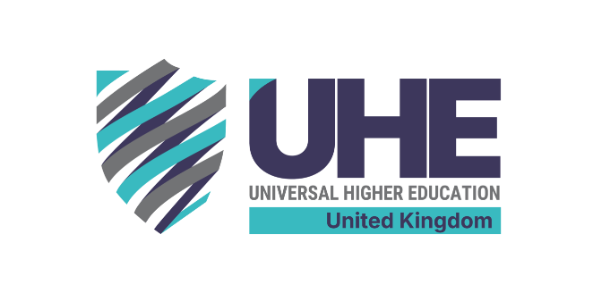 UHE
UNIVERSAL HIGHER EDUCATION
United Kingdom